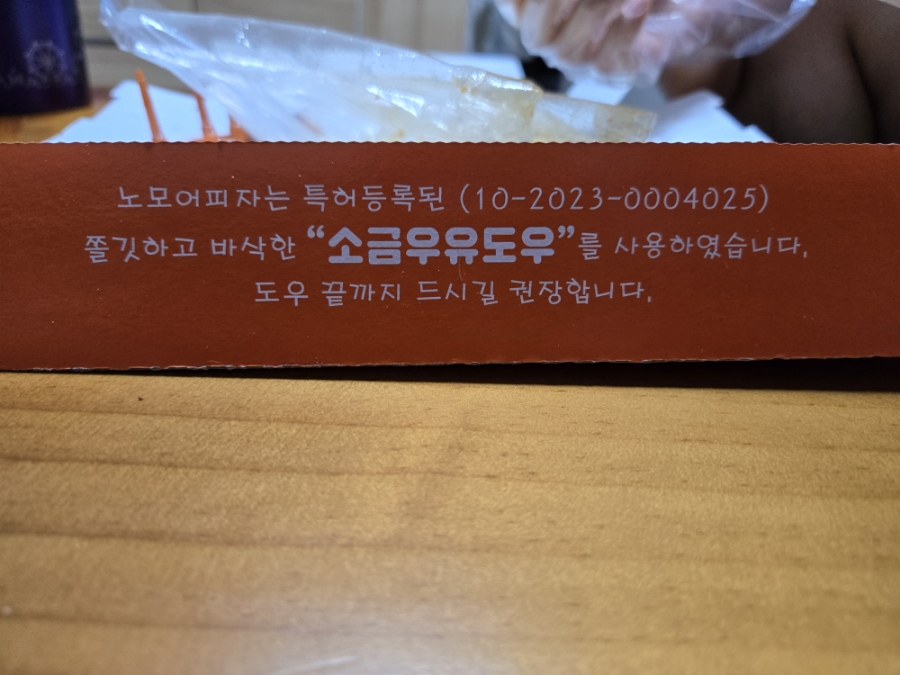 노모어피자는 특허등록된 (10-2023-0004025)
쫄깃하고 바삭한 “소금우유도우”를 사용하였습니다.
도우 끝까지 드시길 권장합니다.